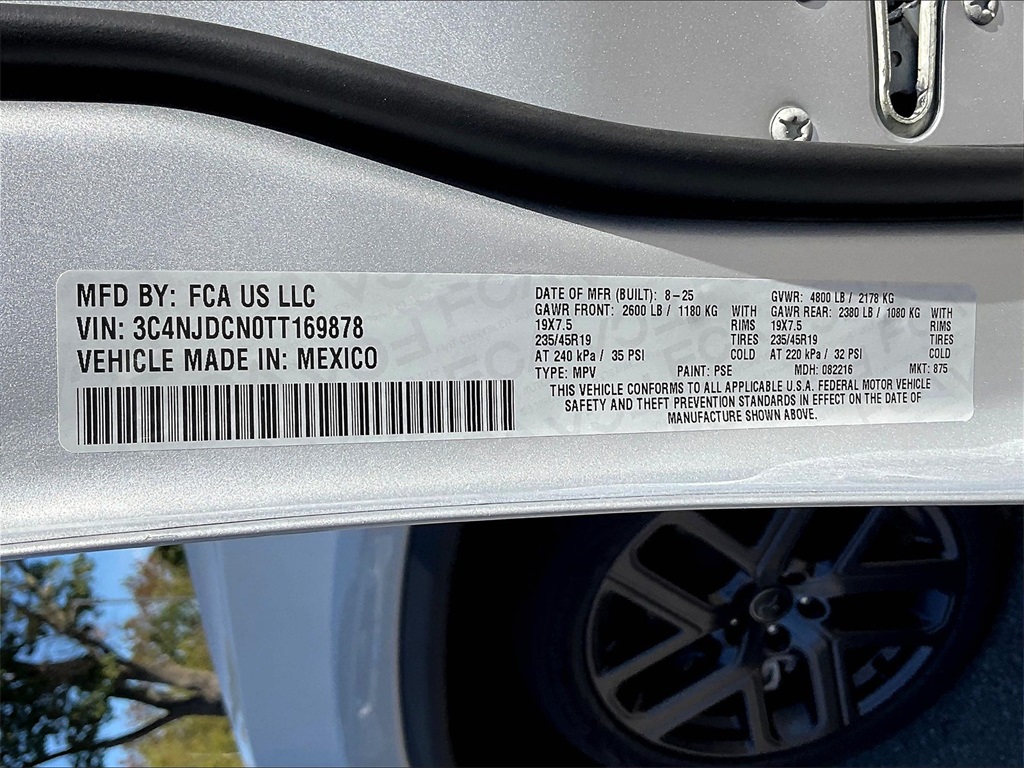 MFD BY: FCA US LLC
VIN: 3C4NJDCN0TT169878
VEHICLE MADE IN: MEXICO
DATE OF MFR (BUILT): 8-25
GAWR FRONT: 2600 LB / 1180 KG WITH
19X7.5 RIMS
235/45R19 TIRES
AT 240 kPa / 35 PSI COLD
TYPE: MPV PAINT: PSE
GVWR: 4800 LB / 2178 KG
GAWR REAR: 2380 LB / 1080 KG WITH
19X7.5 RIMS
235/45R19 TIRES
AT 220 kPa / 32 PSI COLD
MDH: 082216 MKT: 875
THIS VEHICLE CONFORMS TO ALL APPLICABLE U.S.A. FEDERAL MOTOR VEHICLE
SAFETY AND THEFT PREVENTION STANDARDS IN EFFECT ON THE DATE OF
MANUFACTURE SHOWN ABOVE.